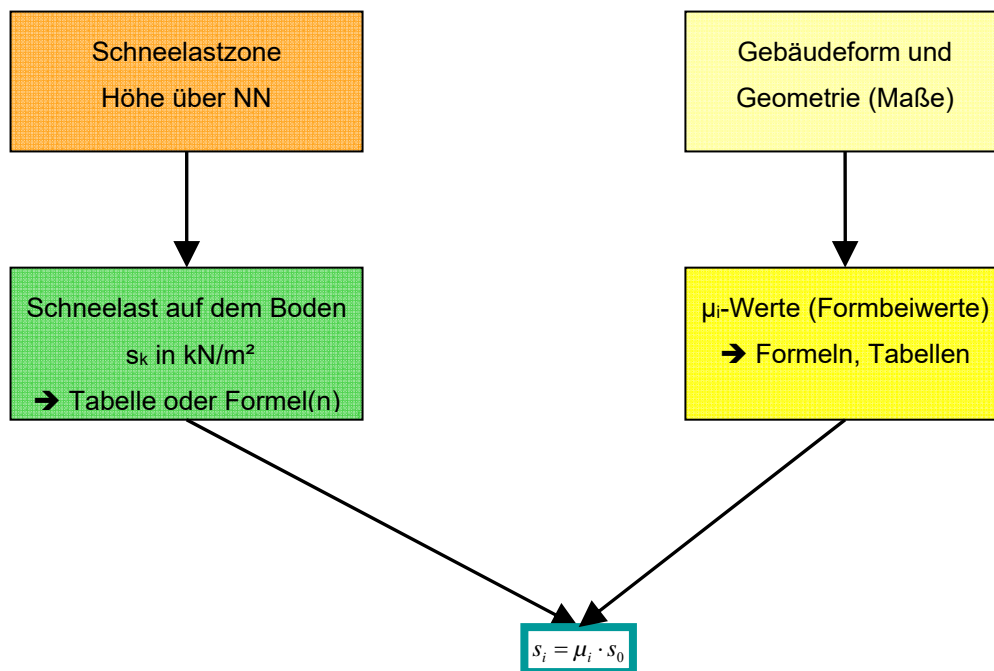 Schneelastzone
Höhe über NN
Gebäudeform und
Geometrie (Maße)
Schneelast auf dem Boden
sₖ in kN/m²
➔ Tabelle oder Formel(n)
µᵢ-Werte (Formbeiwerte)
➔ Formeln, Tabellen
sᵢ = μᵢ · s₀